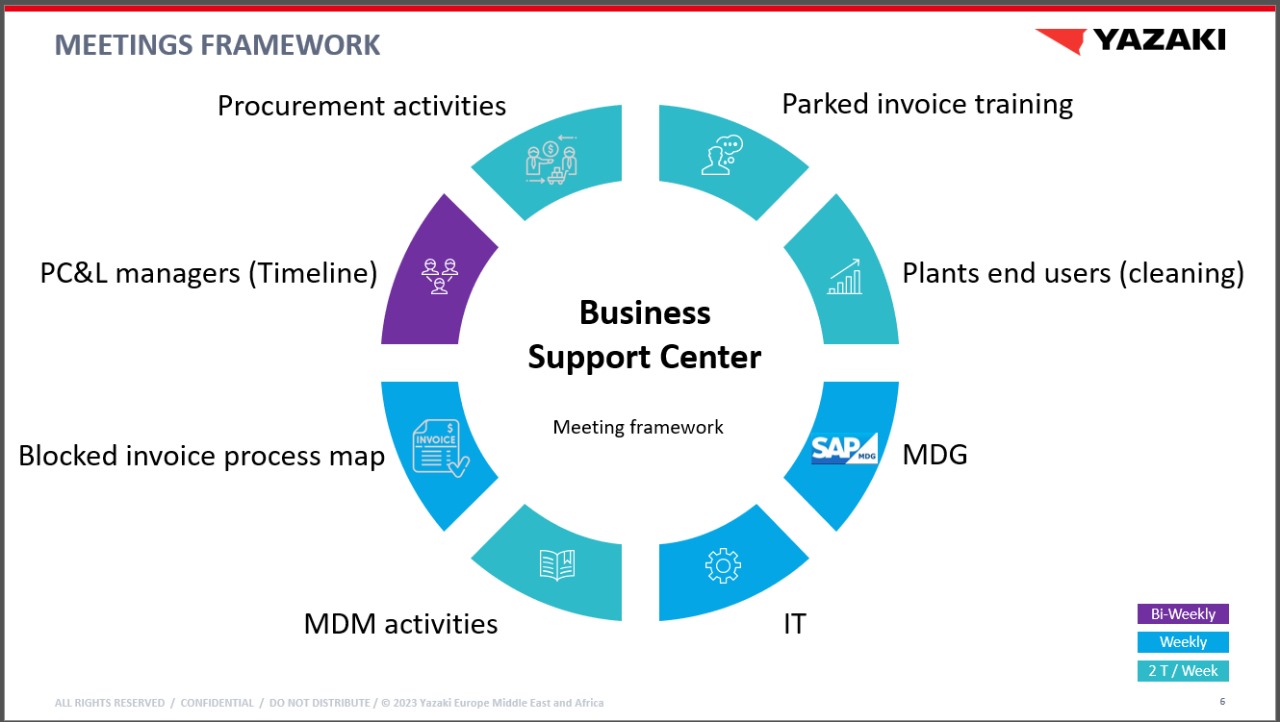 MEETINGS FRAMEWORK
YAZAKI
Procurement activities
Parked invoice training
PC&L managers (Timeline)
Plants end users (cleaning)
Business
Support Center
Meeting framework
Blocked invoice process map
$
INVOICE
SAP MDG
MDG
MDM activities
IT
$
Bi-Weekly
Weekly
2 T / Week
ALL RIGHTS RESERVED / CONFIDENTIAL / DO NOT DISTRIBUTE / © 2023 Yazaki Europe Middle East and Africa
6